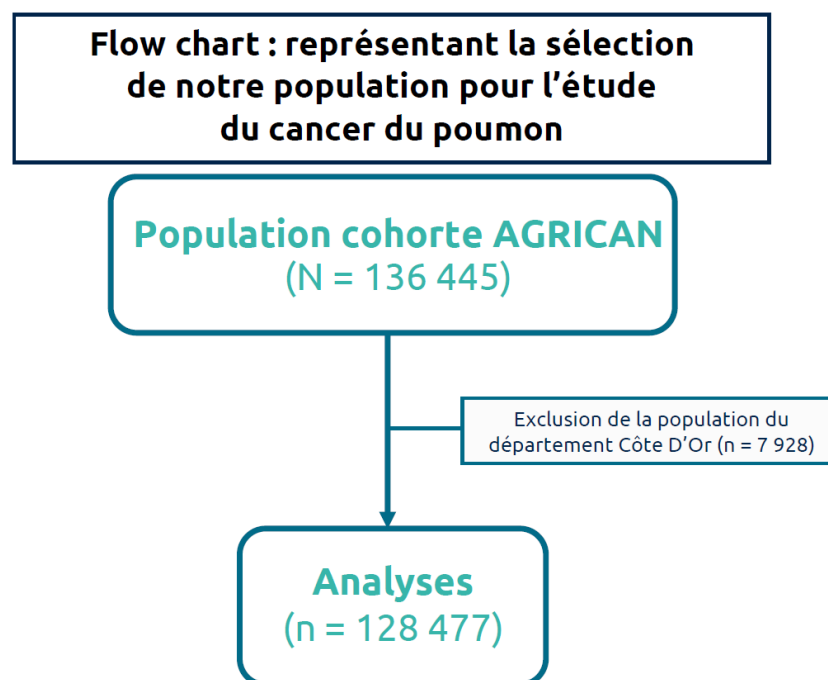 Flow chart : représentant la sélection
de notre population pour l’étude
du cancer du poumon
Population cohorte AGRICAN
(N = 136 445)
Exclusion de la population du
département Côte D’Or (n = 7 928)
Analyses
(n = 128 477)